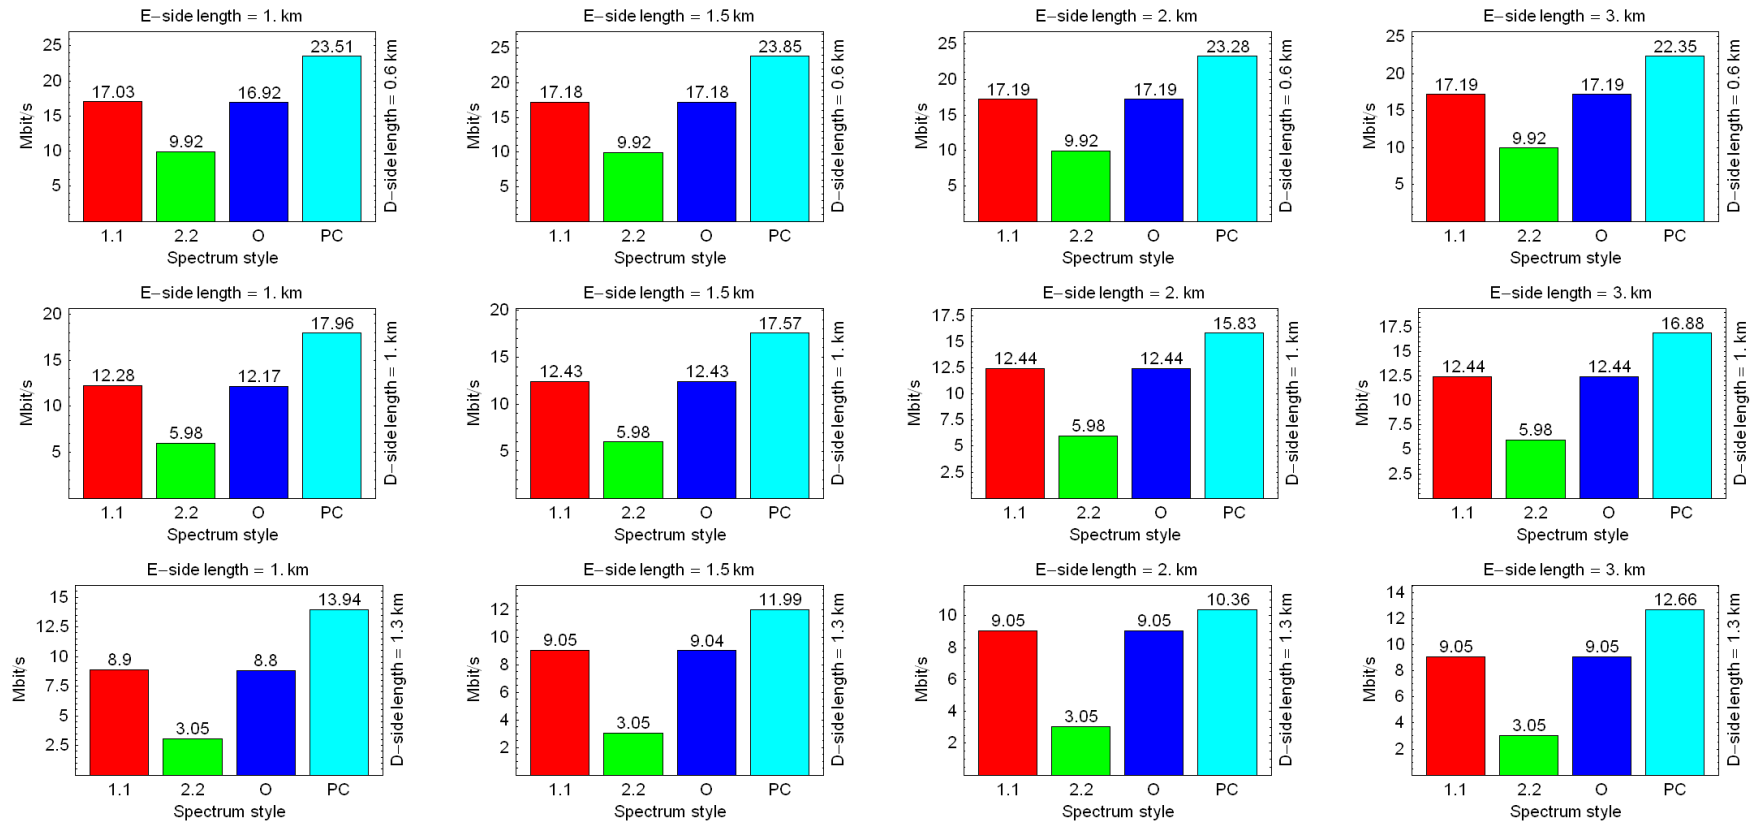 E-side length = 1. km
Mbit/s
25
20
15
10
5
17.03
9.92
16.92
23.51
1.1 2.2 O PC
Spectrum style
D-side length = 0.6 km
E-side length = 1.5 km
Mbit/s
25
20
15
10
5
17.18
9.92
17.18
23.85
1.1 2.2 O PC
Spectrum style
D-side length = 0.6 km
E-side length = 2. km
Mbit/s
25
20
15
10
5
17.19
9.92
17.19
23.28
1.1 2.2 O PC
Spectrum style
D-side length = 0.6 km
E-side length = 3. km
Mbit/s
25
20
15
10
5
17.19
9.92
17.19
22.35
1.1 2.2 O PC
Spectrum style
D-side length = 0.6 km
E-side length = 1. km
Mbit/s
20
15
10
5
12.28
5.98
12.17
17.96
1.1 2.2 O PC
Spectrum style
D-side length = 1. km
E-side length = 1.5 km
Mbit/s
20
15
10
5
12.43
5.98
12.43
17.57
1.1 2.2 O PC
Spectrum style
D-side length = 1. km
E-side length = 2. km
Mbit/s
17.5
15
12.5
10
7.5
5
2.5
12.44
5.98
12.44
15.83
1.1 2.2 O PC
Spectrum style
D-side length = 1. km
E-side length = 3. km
Mbit/s
17.5
15
12.5
10
7.5
5
2.5
12.44
5.98
12.44
16.88
1.1 2.2 O PC
Spectrum style
D-side length = 1. km
E-side length = 1. km
Mbit/s
15
12.5
10
7.5
5
2.5
8.9
3.05
8.8
13.94
1.1 2.2 O PC
Spectrum style
D-side length = 1.3 km
E-side length = 1.5 km
Mbit/s
12
10
8
6
4
2
9.05
3.05
9.04
11.99
1.1 2.2 O PC
Spectrum style
D-side length = 1.3 km
E-side length = 2. km
Mbit/s
10
8
6
4
2
9.05
3.05
9.05
10.36
1.1 2.2 O PC
Spectrum style
D-side length = 1.3 km
E-side length = 3. km
Mbit/s
14
12
10
8
6
4
2
9.05
3.05
9.05
12.66
1.1 2.2 O PC
Spectrum style
D-side length = 1.3 km